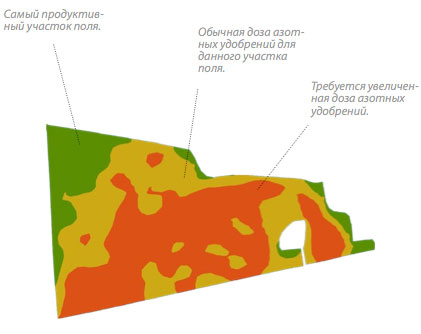 Самый продуктив-
ный участок поля.
Обычная доза азот-
ных удобрений для
данного участка
поля.
Требуется увеличен-
ная доза азотных
удобрений.